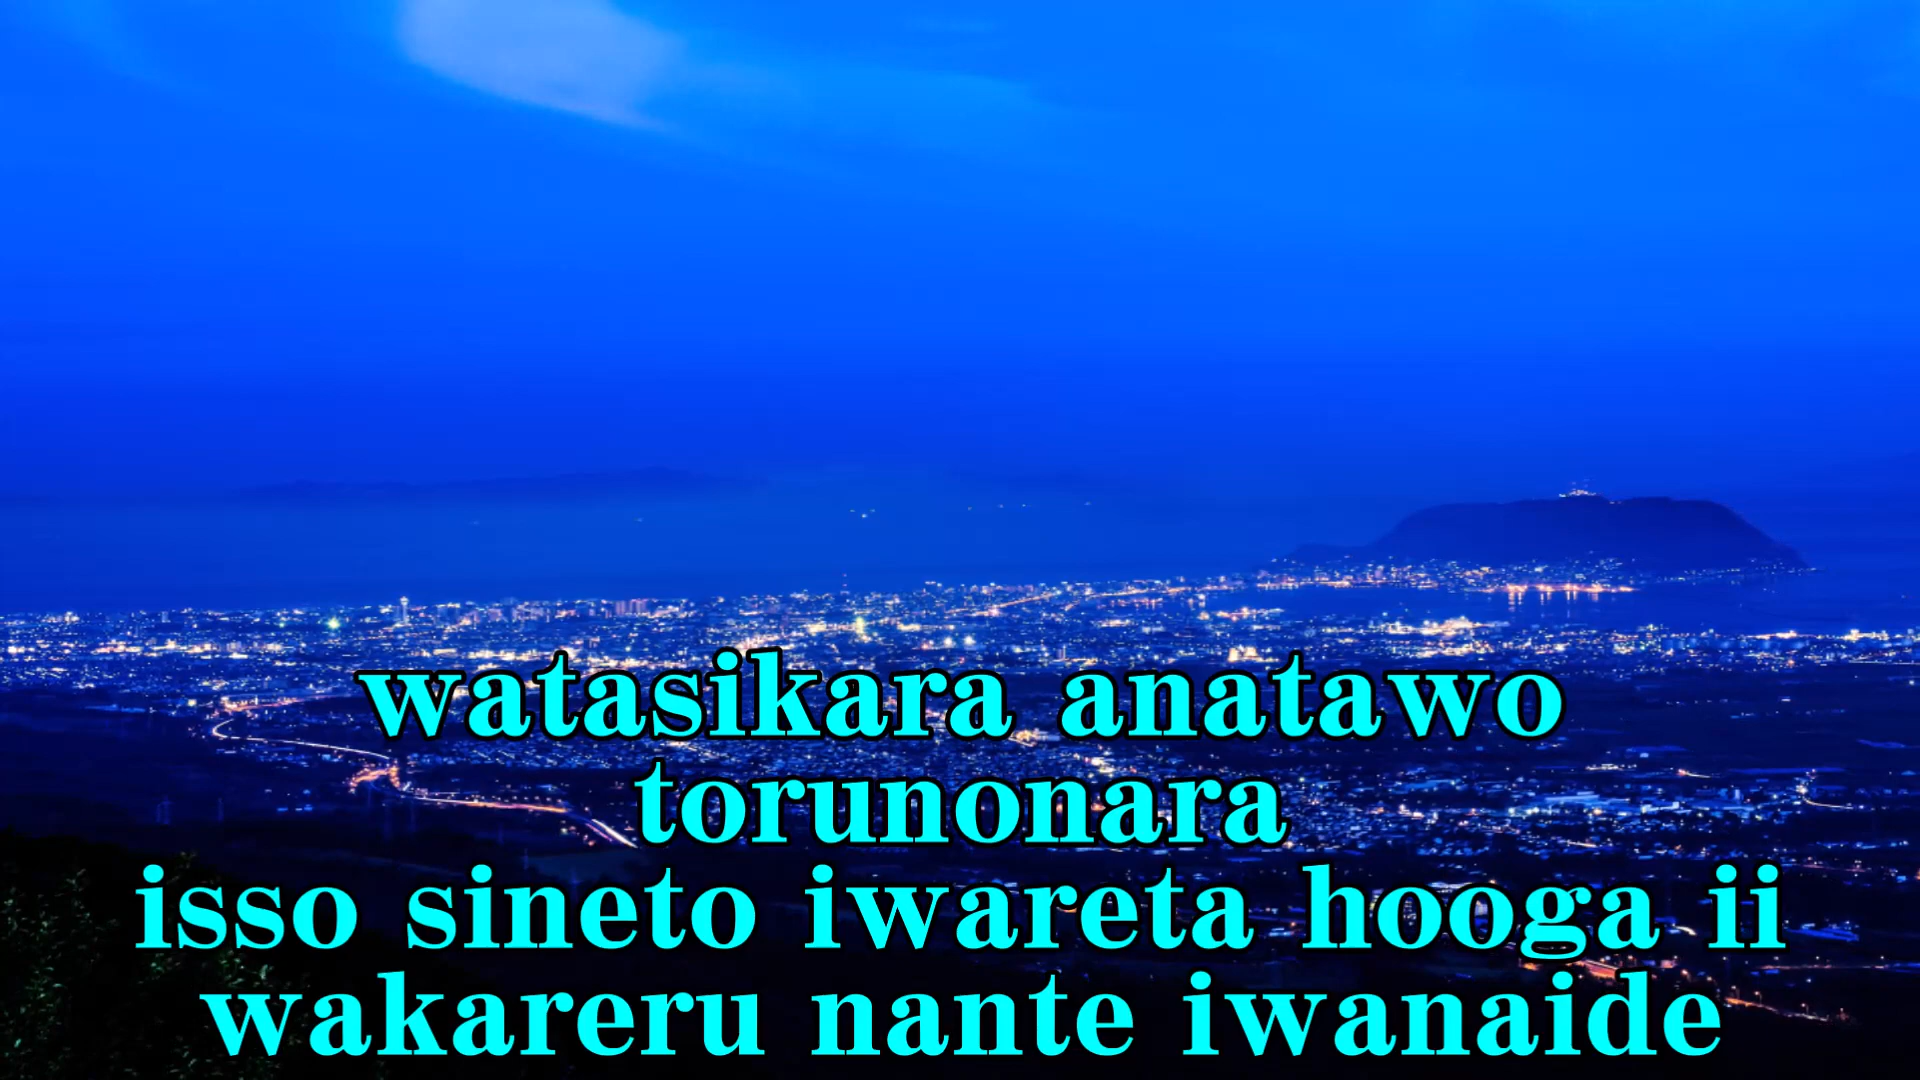 watasikara anatawo
torunonara
isso sineto iwareta hooga ii
wakareru nante iwanaide